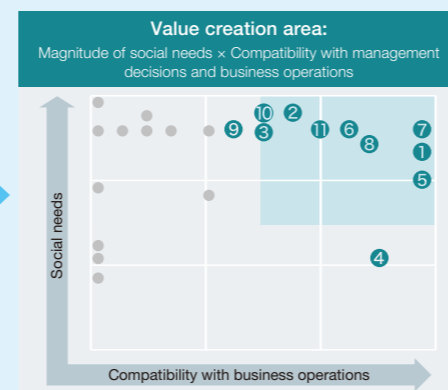 Value creation area:
Magnitude of social needs × Compatibility with management
decisions and business operations
Social needs
10
2
9
3
11
6
7
8
1
5
4
Compatibility with business operations